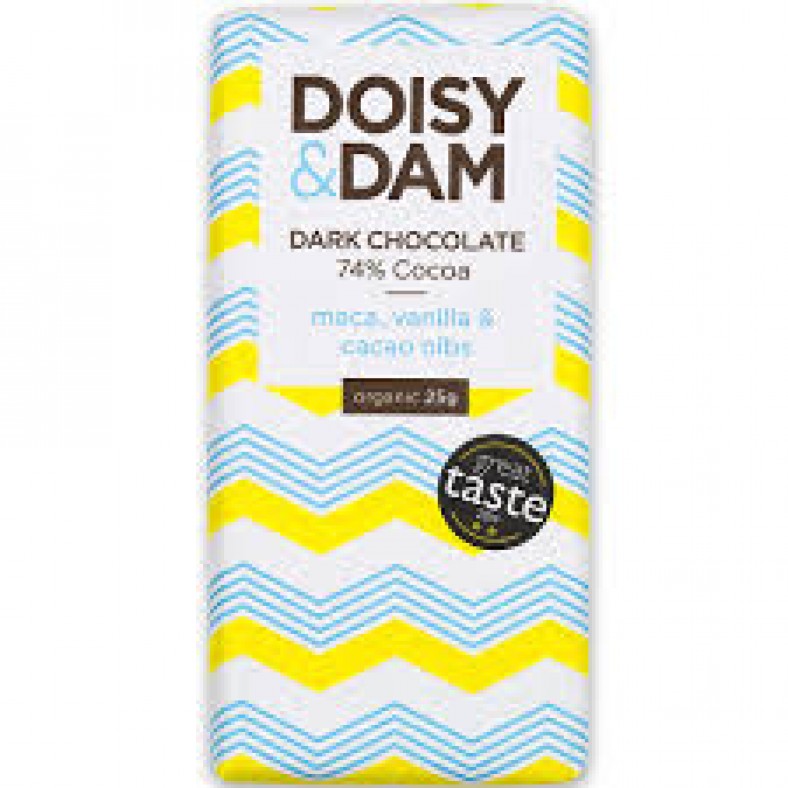 DOISY
&DAM
DARK CHOCOLATE
74% Cocoa
maca, vanilla &
cacao nibs
organic 25g
great
taste